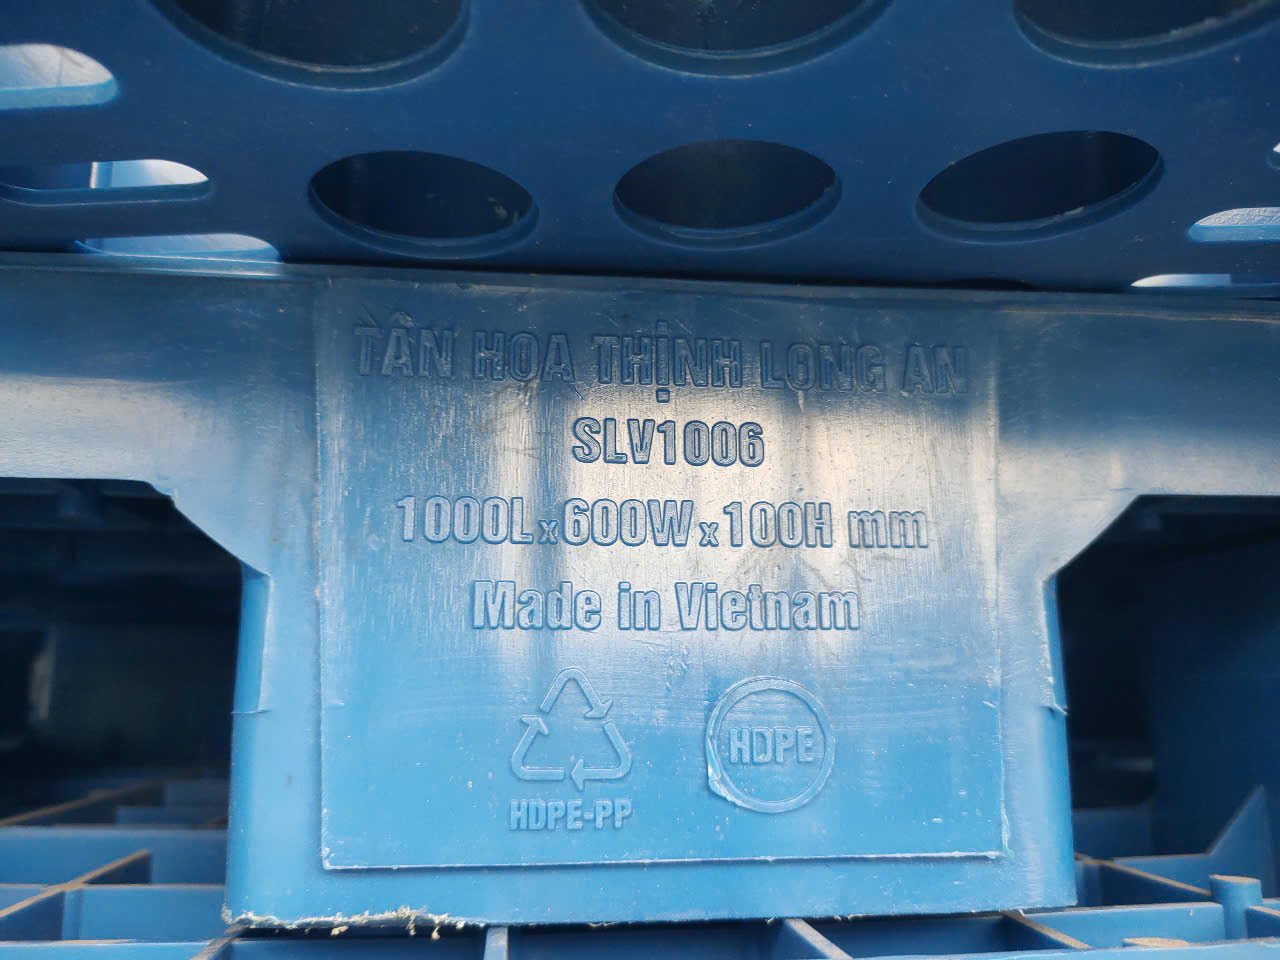 TÂN HOA THỊNH LONG AN
SLV1006
1000L x 600W x 100H mm
Made in Vietnam
HDPE
HDPE-PP